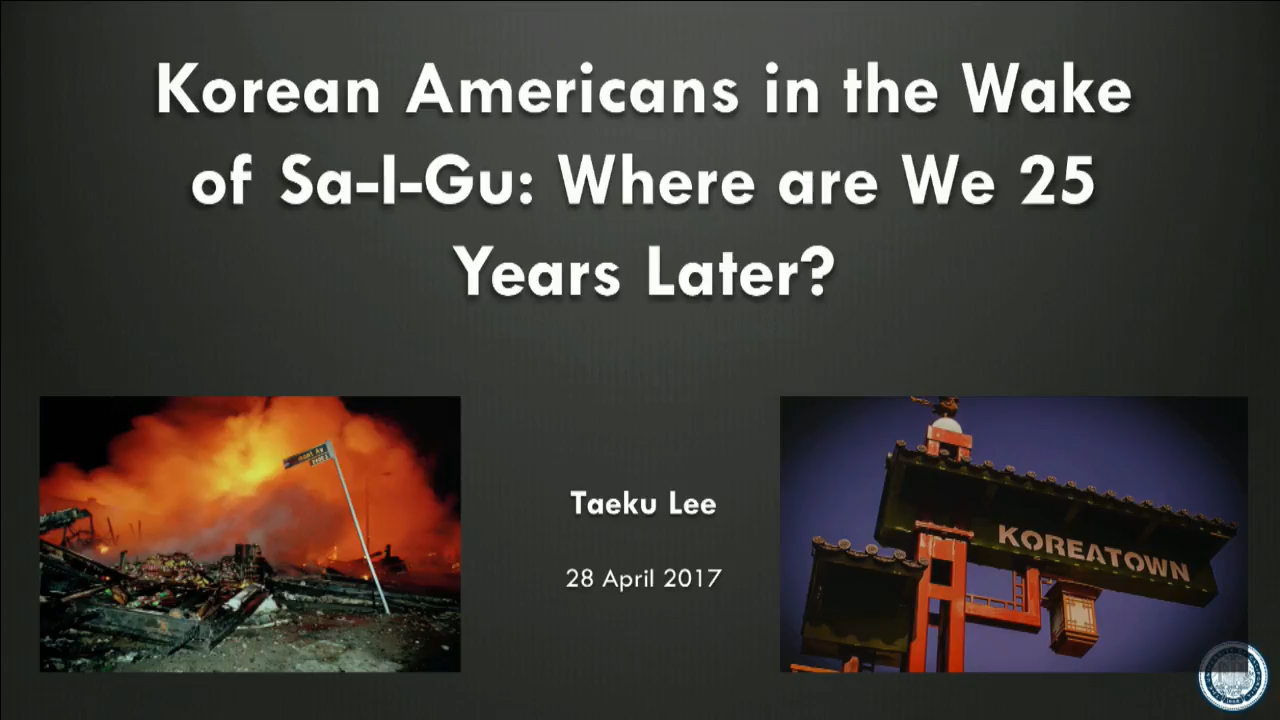 Korean Americans in the Wake
of Sa-I-Gu: Where are We 25
Years Later?
Taeku Lee
28 April 2017
KOREATOWN